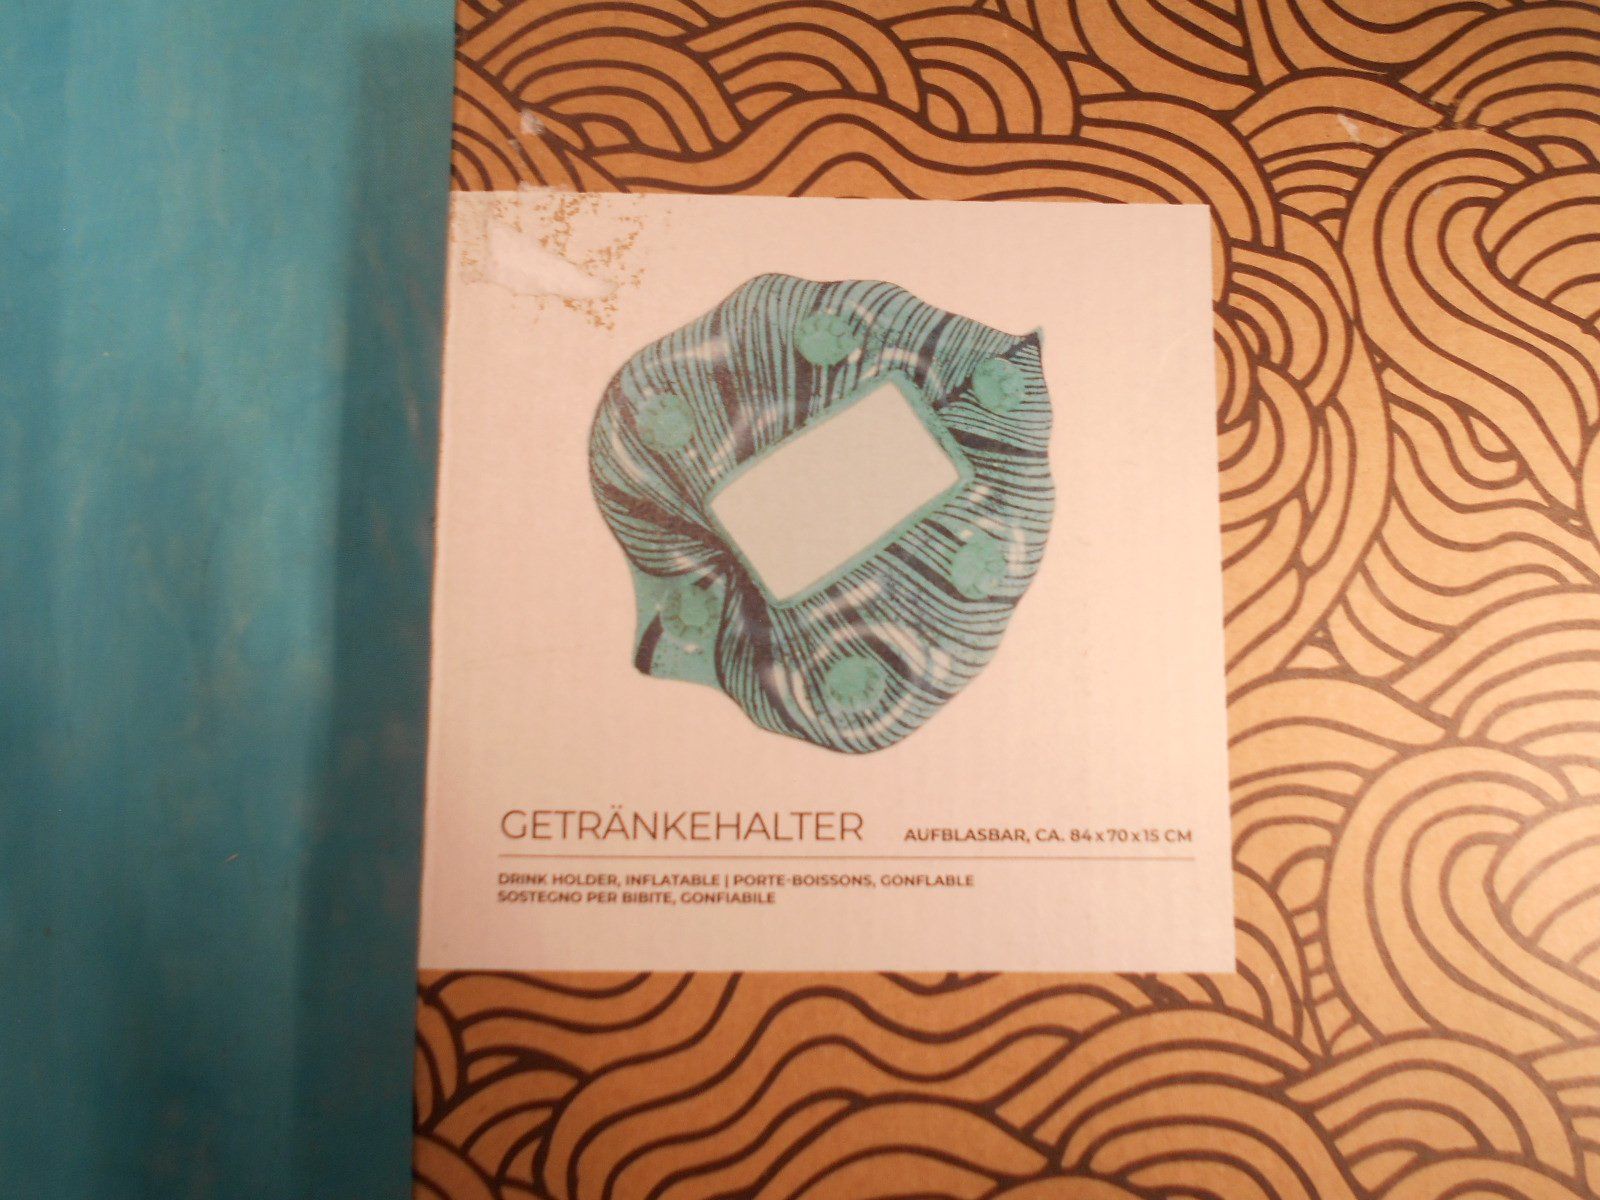 GETRÄNKEHALTER AUFBLASBAR, CA. 84 x 70 x 15 CM
DRINK HOLDER, INFLATABLE | PORTE-BOISSONS, GONFLABLE
SOSTEGNO PER BIBITE, GONFIABILE